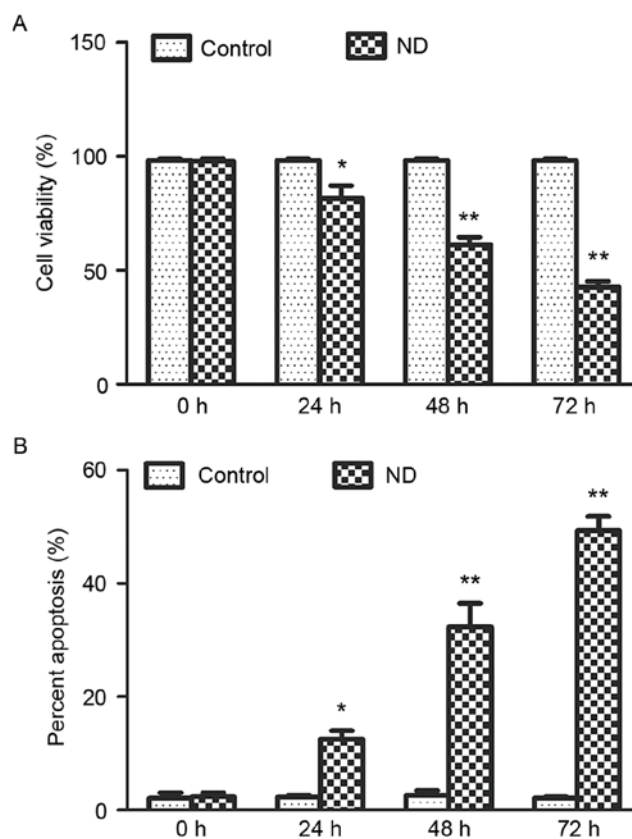 A
150
Control ND
*
100
**
Cell viability (%)
**
50
0
0 h 24 h 48 h 72 h
B
60
Control ND
**
40
**
Percent apoptosis (%)
20
*
0
0 h 24 h 48 h 72 h